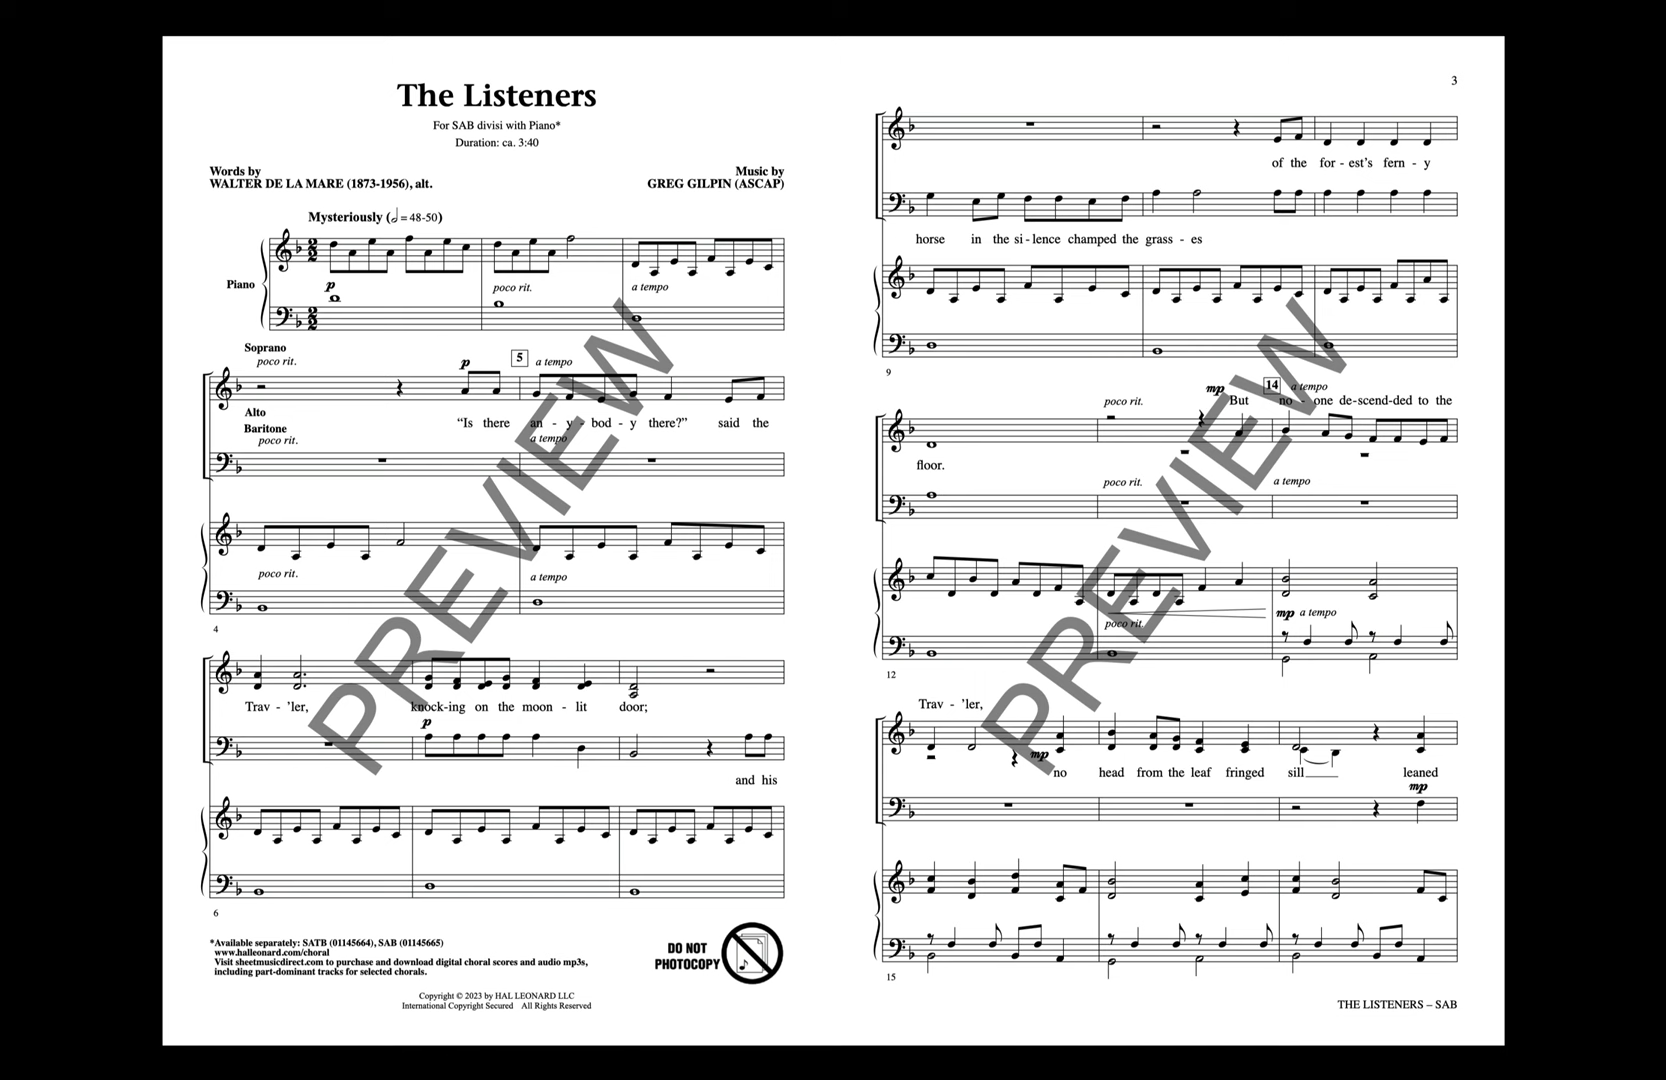 The Listeners
For SAB divisi with Piano*
Duration: ca. 3:40
Words by
WALTER DE LA MARE (1873-1956), alt.
Music by
GREG GILPIN (ASCAP)
Mysteriously (𝅗𝅥 = 48-50)
Piano
p
poco rit.
a tempo
Soprano
poco rit.
p
5
a tempo
Alto
“Is there an - y - bod - y there?” said the
Baritone
poco rit.
a tempo
poco rit.
a tempo
4
Trav - ’ler, knock-ing on the moon - lit door;
p
and his
6
*Available separately: SATB (01145664), SAB (01145665)
www.halleonard.com/choral
Visit sheetmusicdirect.com to purchase and download digital choral scores and audio mp3s,
including part-dominant tracks for selected chorals.
DO NOT
PHOTOCOPY
Copyright © 2023 by HAL LEONARD LLC
International Copyright Secured All Rights Reserved
PREVIEW
3
of the for - est’s fern - y
horse in the si - lence champed the grass - es
9
mp
14
a tempo
poco rit.
But no - one de-scend-ded to the
floor.
poco rit.
a tempo
mp a tempo
poco rit.
12
Trav - ’ler,
mp
no head from the leaf fringed sill leaned
mp
15
THE LISTENERS – SAB
PREVIEW